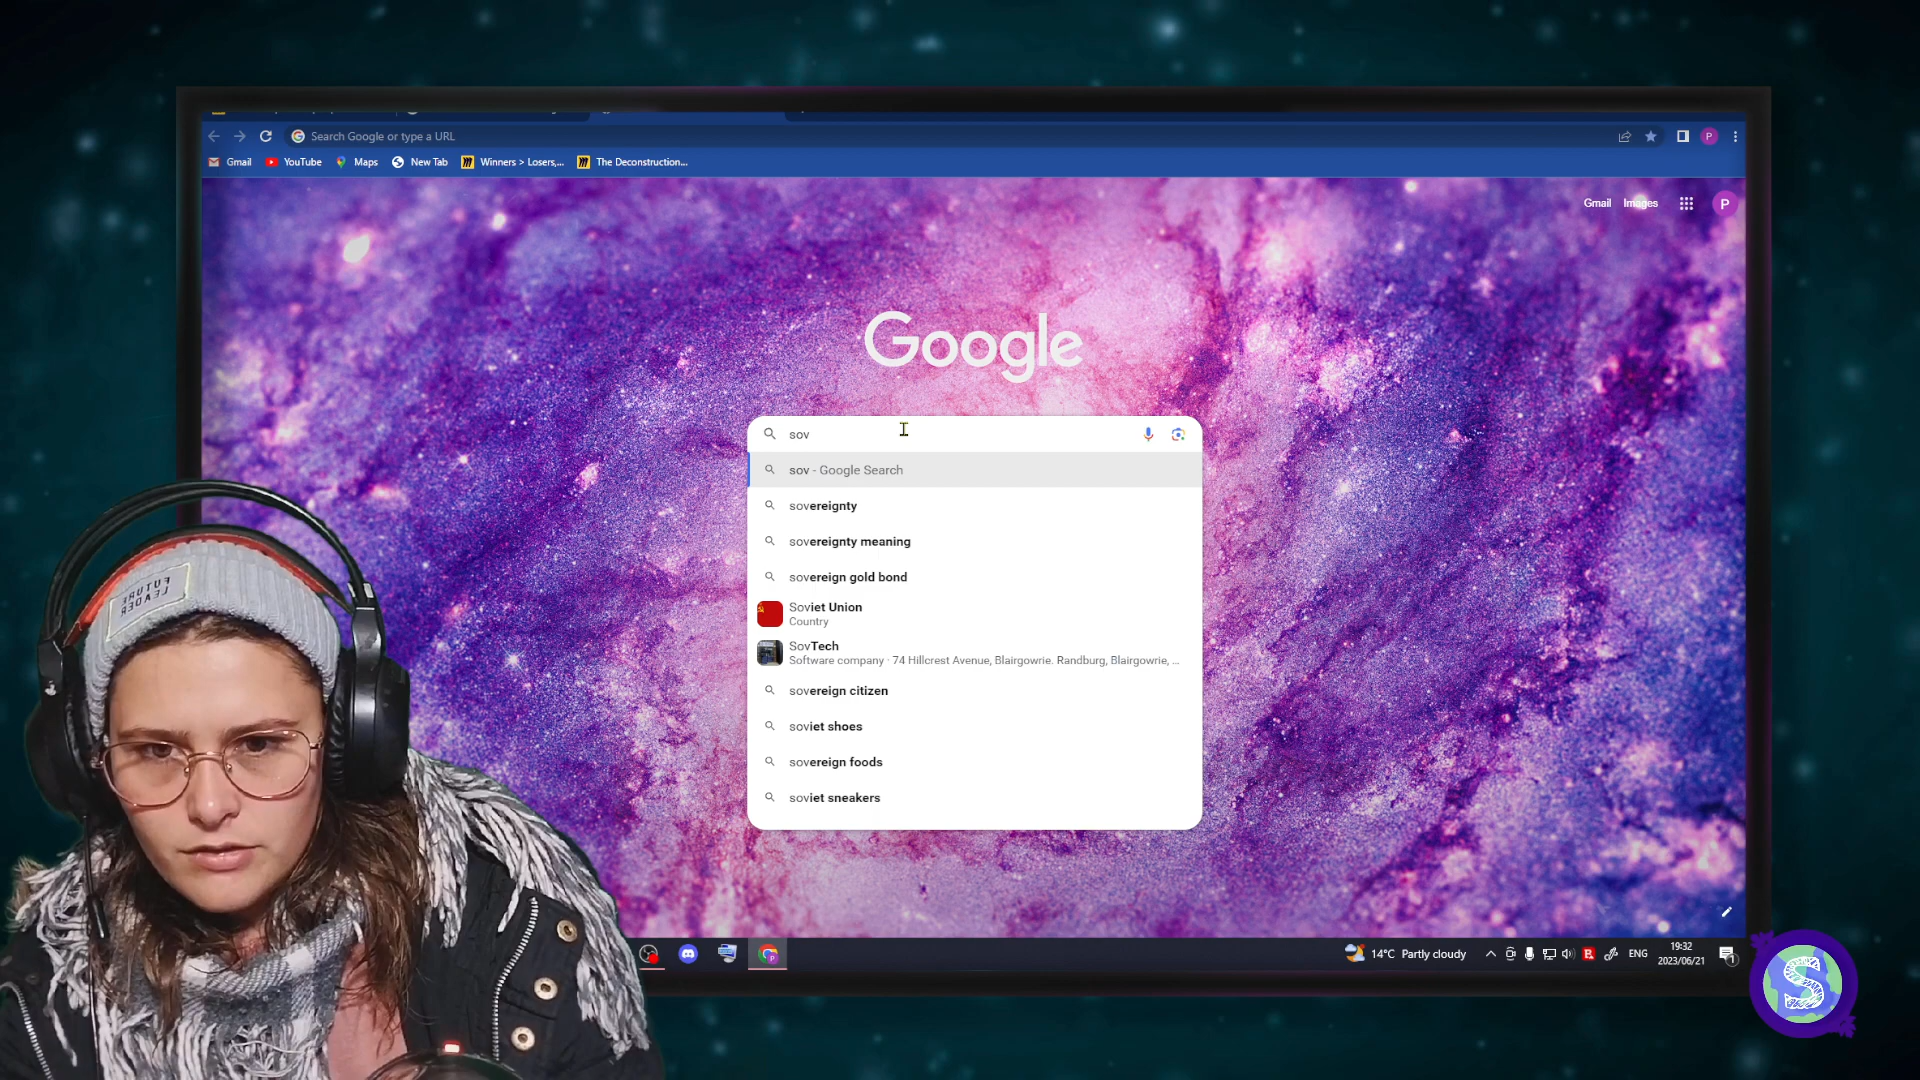 Search Google or type a URL
Gmail YouTube Maps New Tab Winners > Losers,... The Deconstruction...
Gmail Images P
Google
sov
sov - Google Search
sovereignty
sovereignty meaning
sovereign gold bond
Soviet Union
Country
SovTech
Software company · 74 Hillcrest Avenue, Blairgowrie. Randburg, Blairgowrie, ...
sovereign citizen
soviet shoes
sovereign foods
soviet sneakers
FUTURE
LEADER
14°C Partly cloudy ENG 19:32
2023/06/21
S